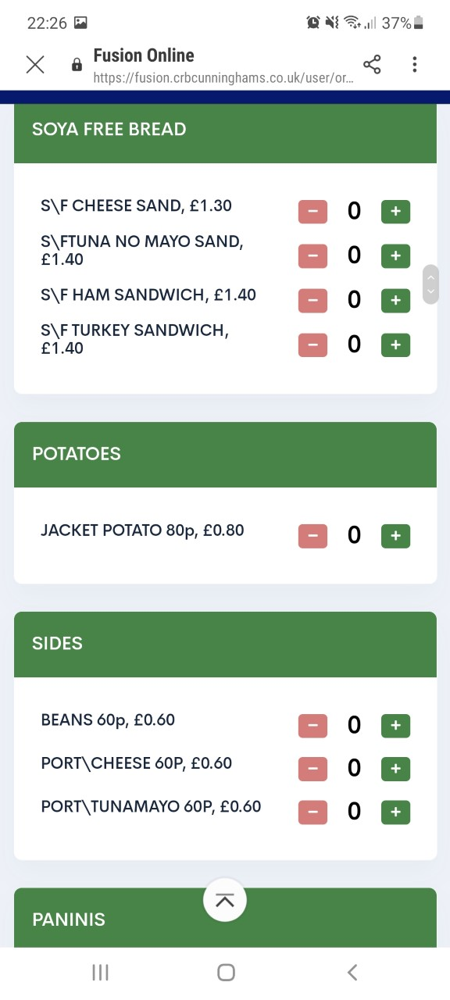 22:26
37%
Fusion Online
https://fusion.crbcunninghams.co.uk/user/or...
SOYA FREE BREAD
S\F CHEESE SAND, £1.30
- 0 +
S\FTUNA NO MAYO SAND,
£1.40
- 0 +
S\F HAM SANDWICH, £1.40
- 0 +
S\F TURKEY SANDWICH,
£1.40
- 0 +
POTATOES
JACKET POTATO 80p, £0.80
- 0 +
SIDES
BEANS 60p, £0.60
- 0 +
PORT\CHEESE 60P, £0.60
- 0 +
PORT\TUNAMAYO 60P, £0.60
- 0 +
PANINIS